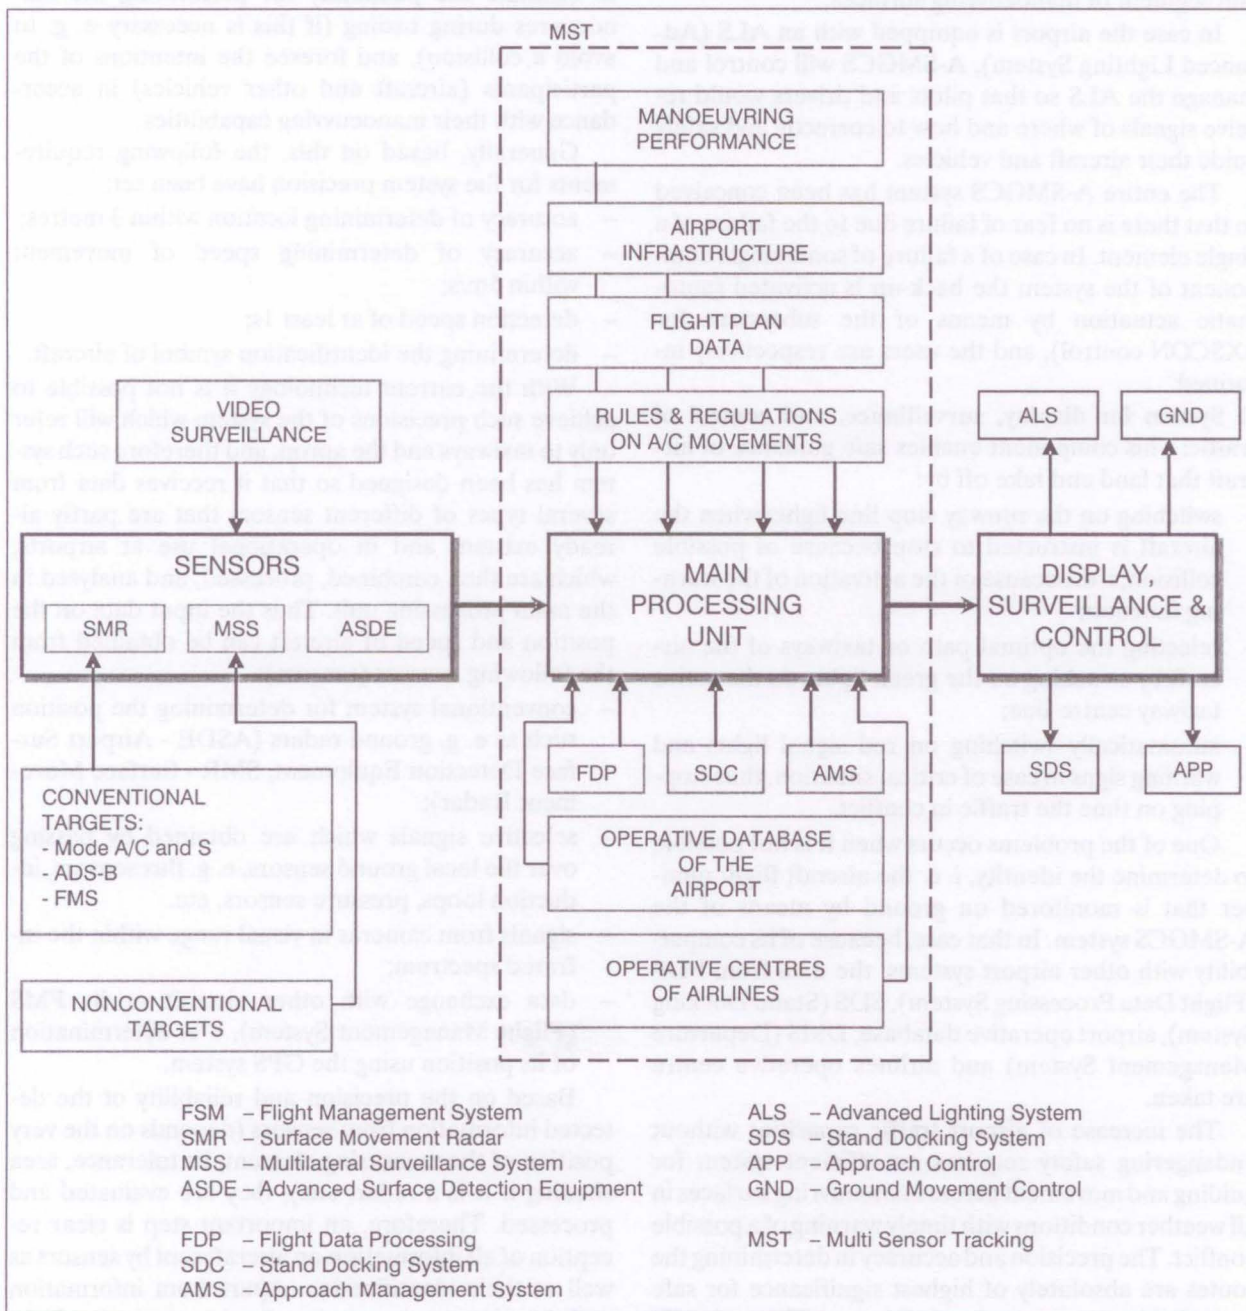 MST
MANOEUVRING
PERFORMANCE
AIRPORT
INFRASTRUCTURE
FLIGHT PLAN
DATA
VIDEO
SURVEILLANCE
RULES & REGULATIONS
ON A/C MOVEMENTS
ALS
GND
SENSORS
SMR
MSS
ASDE
MAIN
PROCESSING
UNIT
DISPLAY,
SURVEILLANCE &
CONTROL
FDP
SDC
AMS
SDS
APP
CONVENTIONAL
TARGETS:
- Mode A/C and S
- ADS-B
- FMS
OPERATIVE DATABASE
OF THE
AIRPORT
NONCONVENTIONAL
TARGETS
OPERATIVE CENTRES
OF AIRLINES
FSM – Flight Management System
SMR – Surface Movement Radar
MSS – Multilateral Surveillance System
ASDE – Advanced Surface Detection Equipment
FDP – Flight Data Processing
SDC – Stand Docking System
AMS – Approach Management System
ALS – Advanced Lighting System
SDS – Stand Docking System
APP – Approach Control
GND – Ground Movement Control
MST – Multi Sensor Tracking